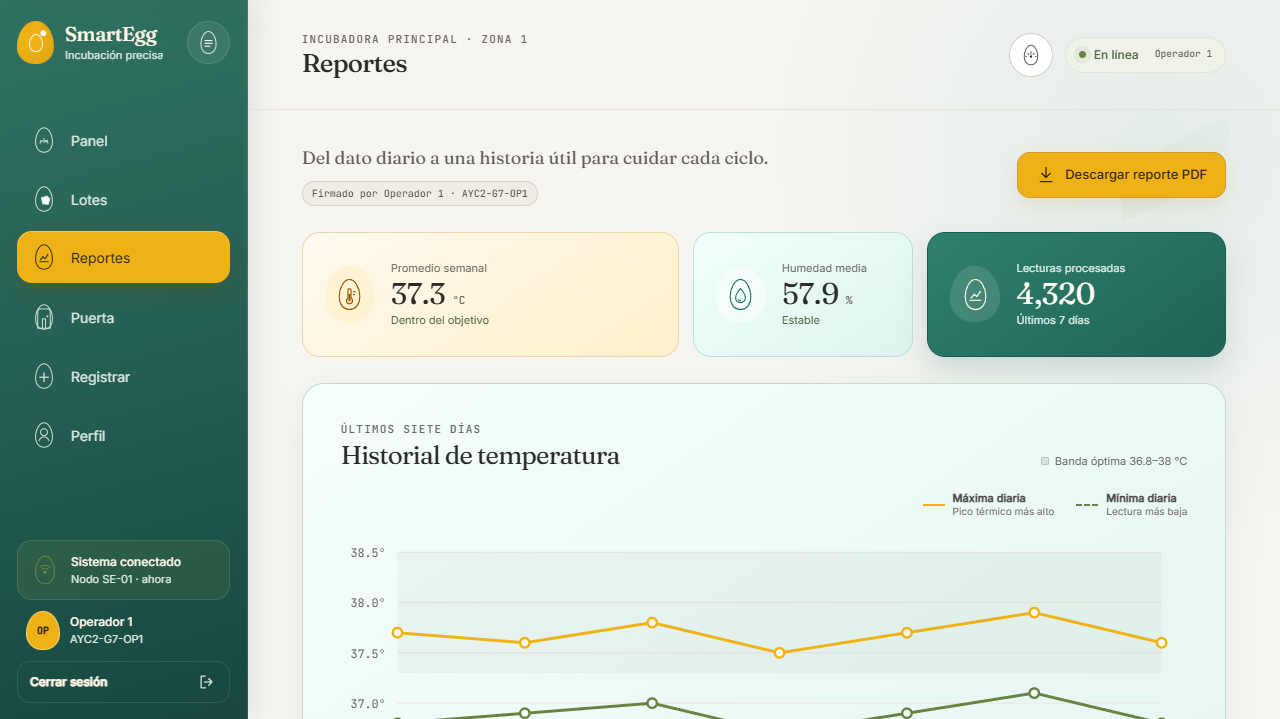 SmartEgg
Incubación precisa
Panel
Lotes
Reportes
Puerta
Registrar
Perfil
Sistema conectado
Nodo SE-01 · ahora
OP
Operador 1
AYC2-G7-OP1
Cerrar sesión
INCUBADORA PRINCIPAL · ZONA 1
Reportes
En línea
Operador 1
Del dato diario a una historia útil para cuidar cada ciclo.
Firmado por Operador 1 · AYC2-G7-OP1
Descargar reporte PDF
Promedio semanal
37.3 °C
Dentro del objetivo
Humedad media
57.9 %
Estable
Lecturas procesadas
4,320
Últimos 7 días
ÚLTIMOS SIETE DÍAS
Historial de temperatura
Banda óptima 36.8–38 °C
Máxima diaria
Pico térmico más alto
Mínima diaria
Lectura más baja
38.5°
38.0°
37.5°
37.0°